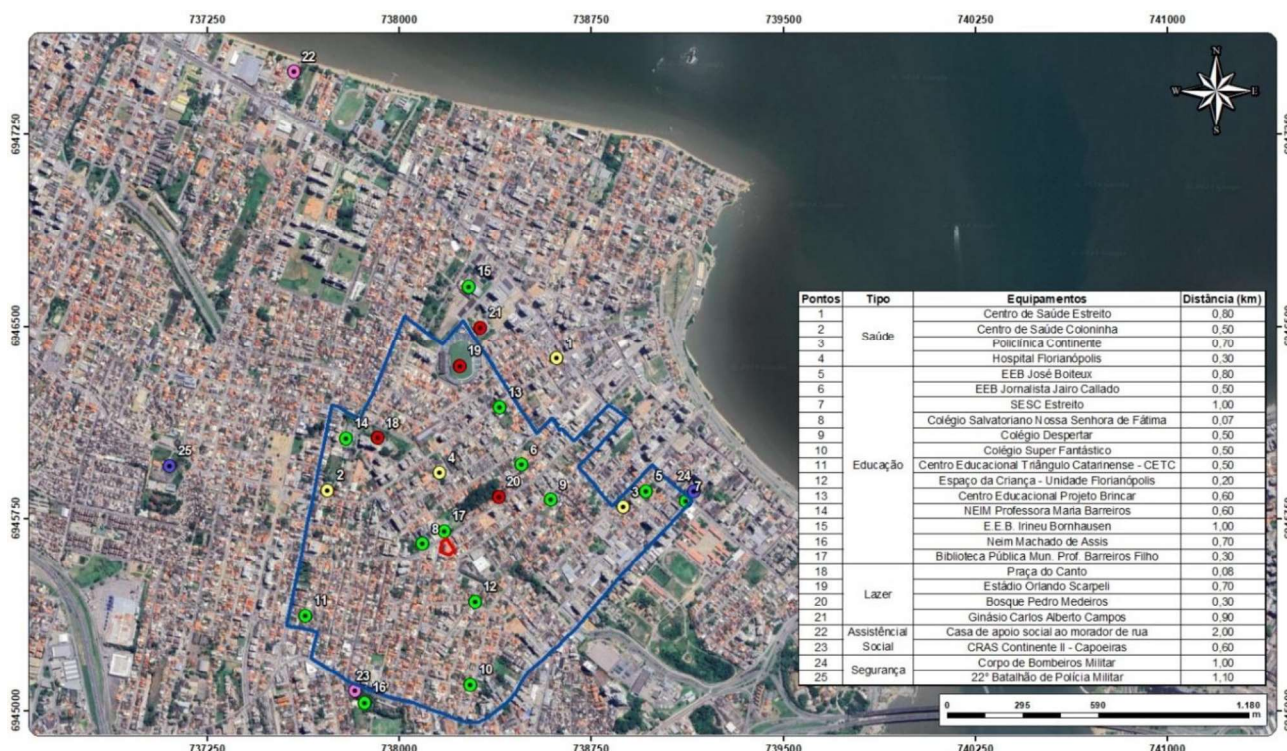 737250 738000 738750 739500 740250 741000
22
N
W E
S
6947250
15
21
19
1
13
14
18
25
4
6
2
20
5
24
7
9
3
17
8
12
11
10
23
16
6946500
6945750
6945000
Pontos Tipo Equipamentos Distância (km)
1 Saúde Centro de Saúde Estreito 0,80
2 Centro de Saúde Coloninha 0,50
3 Policlínica Continente 0,70
4 Hospital Florianópolis 0,30
5 Educação EEB José Boiteux 0,80
6 EEB Jornalista Jairo Callado 0,50
7 SESC Estreito 1,00
8 Colégio Salvatoriano Nossa Senhora de Fátima 0,07
9 Colégio Despertar 0,50
10 Colégio Super Fantástico 0,50
11 Centro Educacional Triângulo Catarinense - CETC 0,50
12 Espaço da Criança - Unidade Florianópolis 0,20
13 Centro Educacional Projeto Brincar 0,60
14 NEIM Professora Maria Barreiros 0,60
15 E.E.B. Irineu Bornhausen 1,00
16 Neim Machado de Assis 0,70
17 Biblioteca Pública Mun. Prof. Barreiros Filho 0,30
18 Lazer Praça do Canto 0,08
19 Estádio Orlando Scarpeli 0,70
20 Bosque Pedro Medeiros 0,30
21 Ginásio Carlos Alberto Campos 0,90
22 Assistêncial Social Casa de apoio social ao morador de rua 2,00
23 CRAS Continente II - Capoeiras 0,60
24 Segurança Corpo de Bombeiros Militar 1,00
25 22° Batalhão de Polícia Militar 1,10
0 295 590 1.180
m
737250 738000 738750 739500 740250 741000